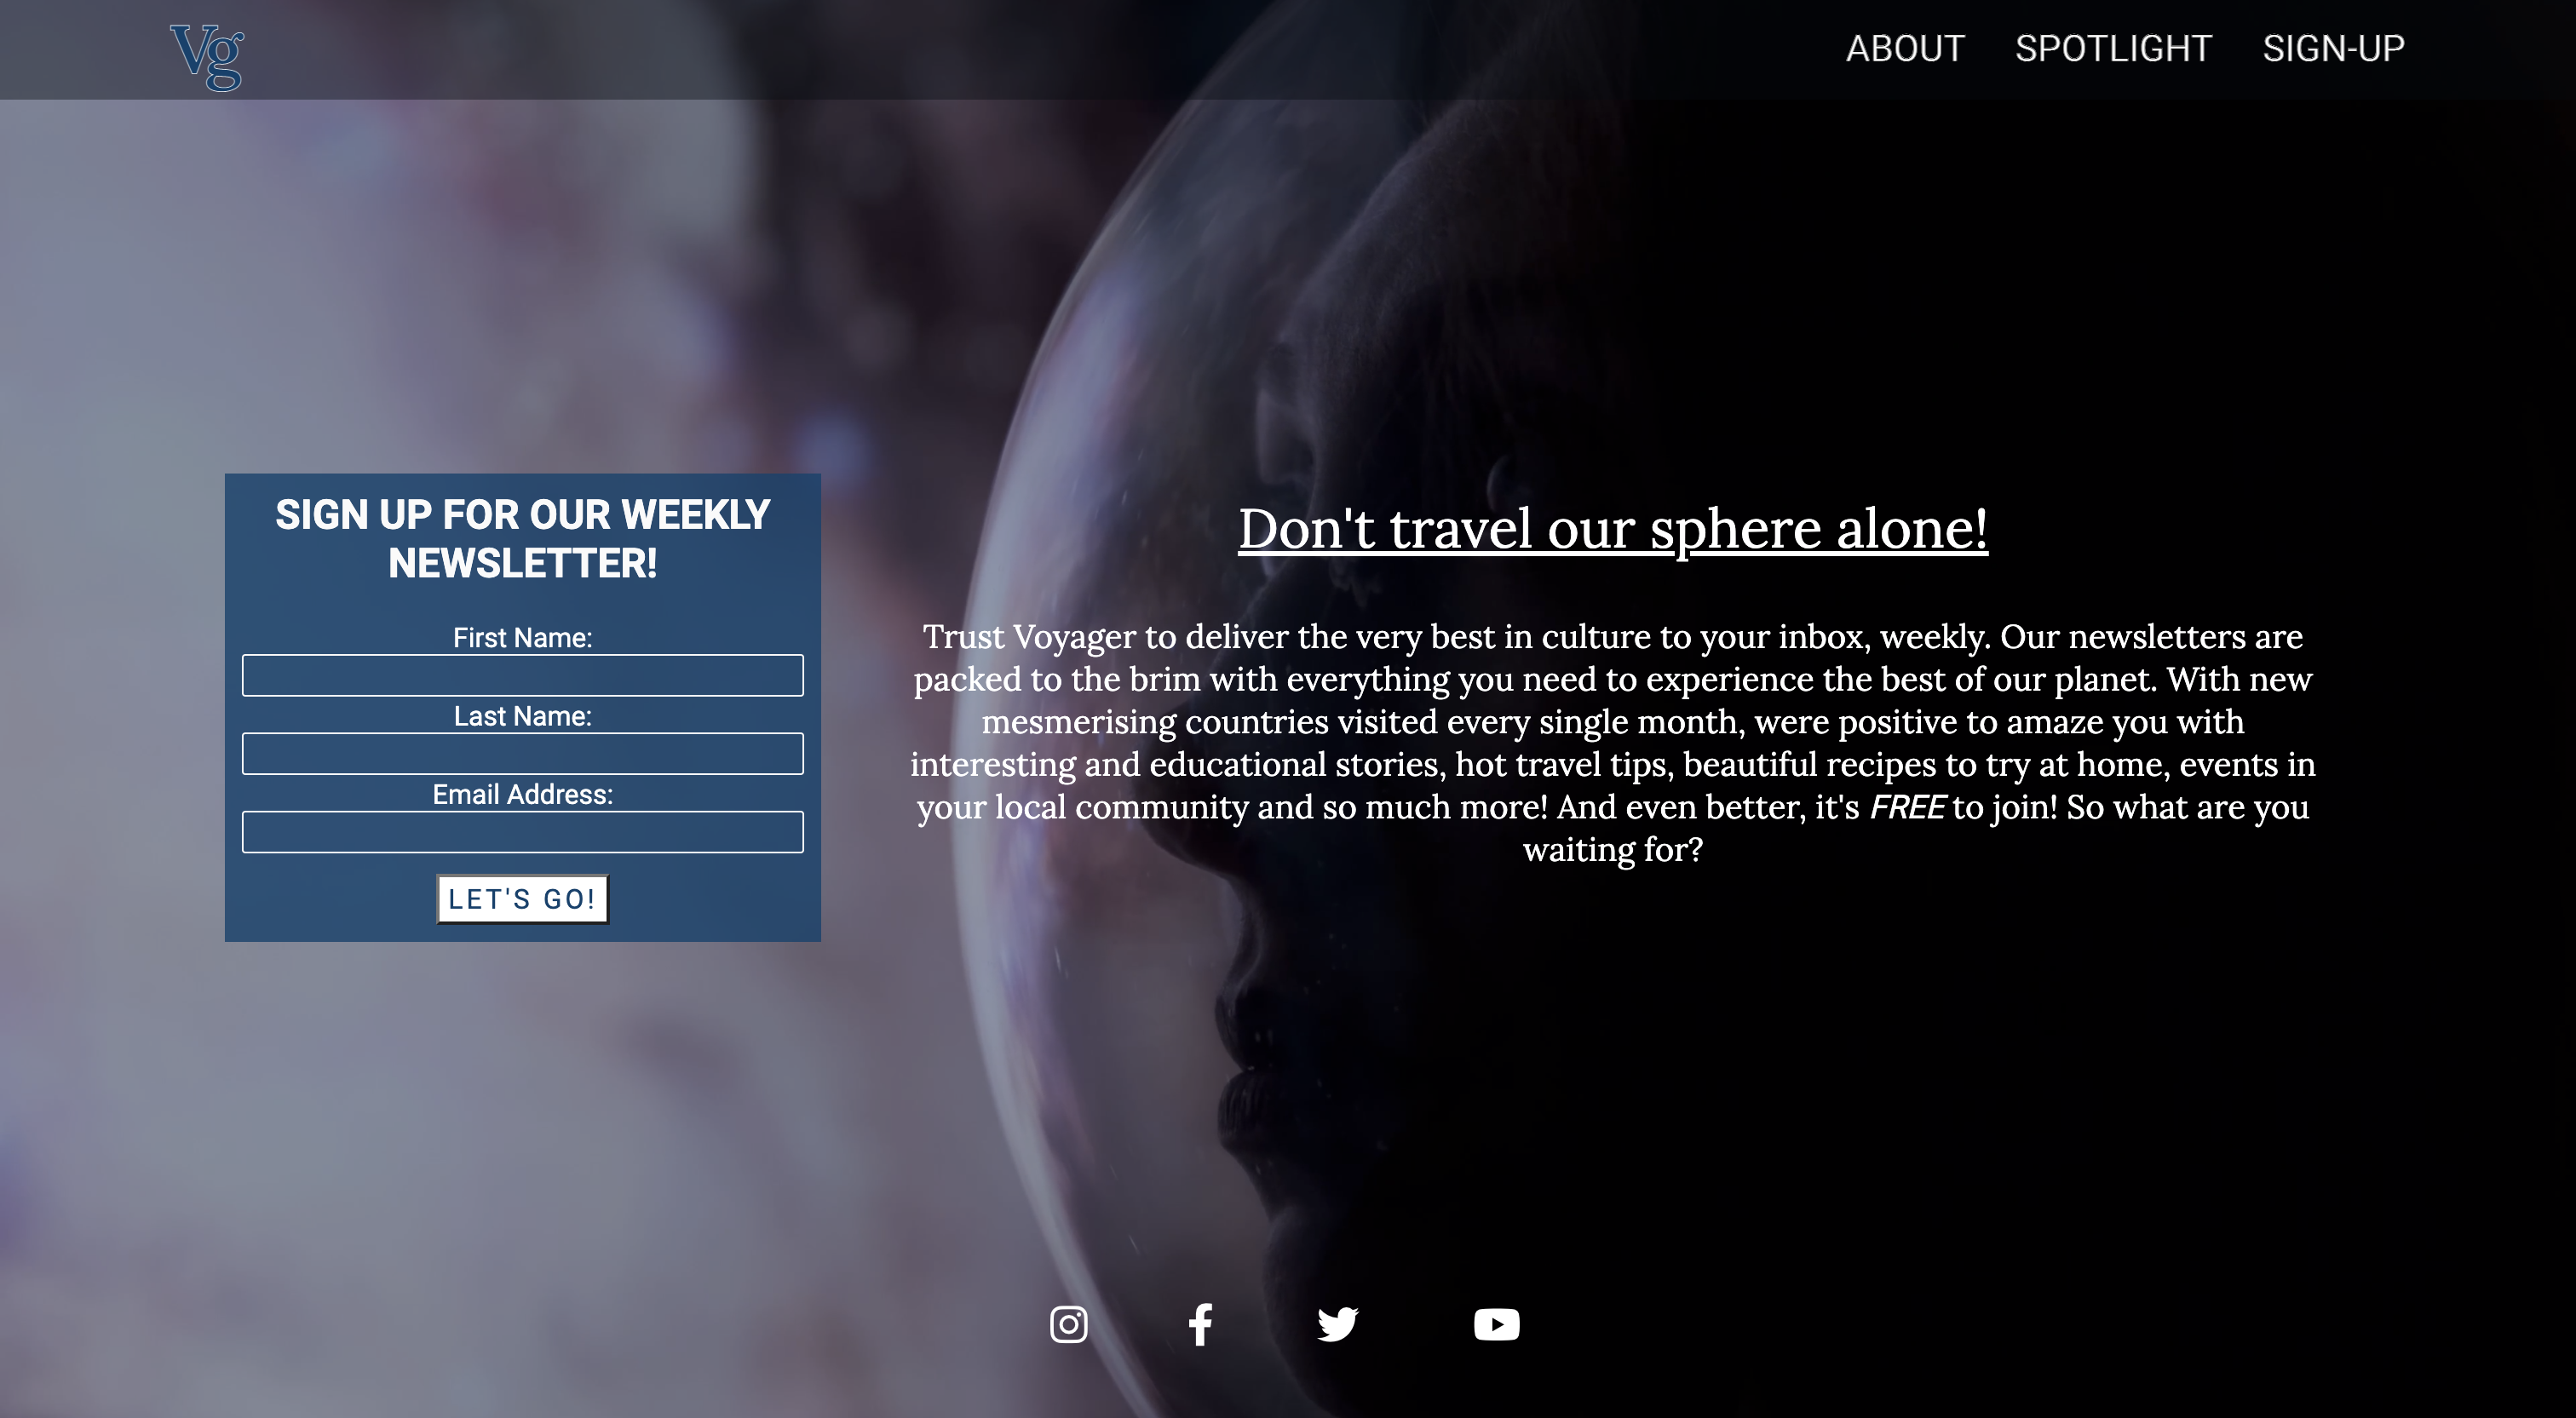 Vg
ABOUT SPOTLIGHT SIGN-UP
SIGN UP FOR OUR WEEKLY
NEWSLETTER!
First Name:
Last Name:
Email Address:
LET'S GO!
Don't travel our sphere alone!
Trust Voyager to deliver the very best in culture to your inbox, weekly. Our newsletters are
packed to the brim with everything you need to experience the best of our planet. With new
mesmerising countries visited every single month, were positive to amaze you with
interesting and educational stories, hot travel tips, beautiful recipes to try at home, events in
your local community and so much more! And even better, it's FREE to join! So what are you
waiting for?